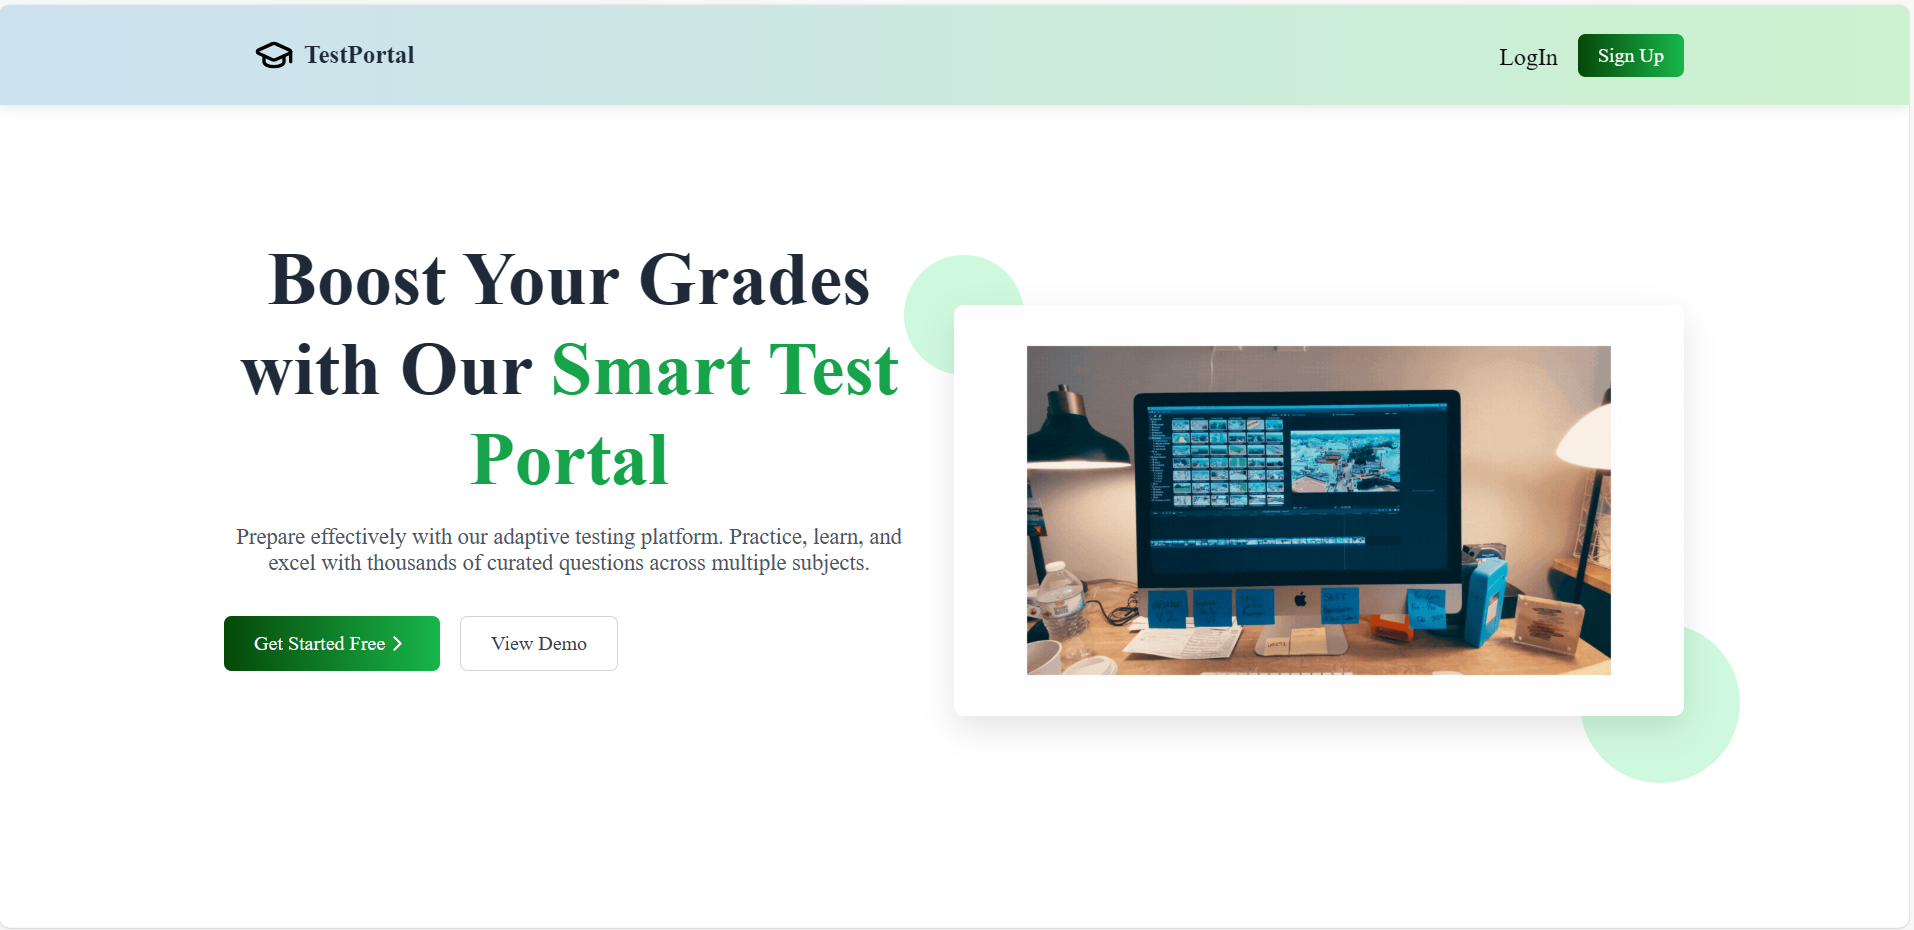 TestPortal
LogIn
Sign Up
Boost Your Grades
with Our Smart Test
Portal
Prepare effectively with our adaptive testing platform. Practice, learn, and
excel with thousands of curated questions across multiple subjects.
Get Started Free
View Demo